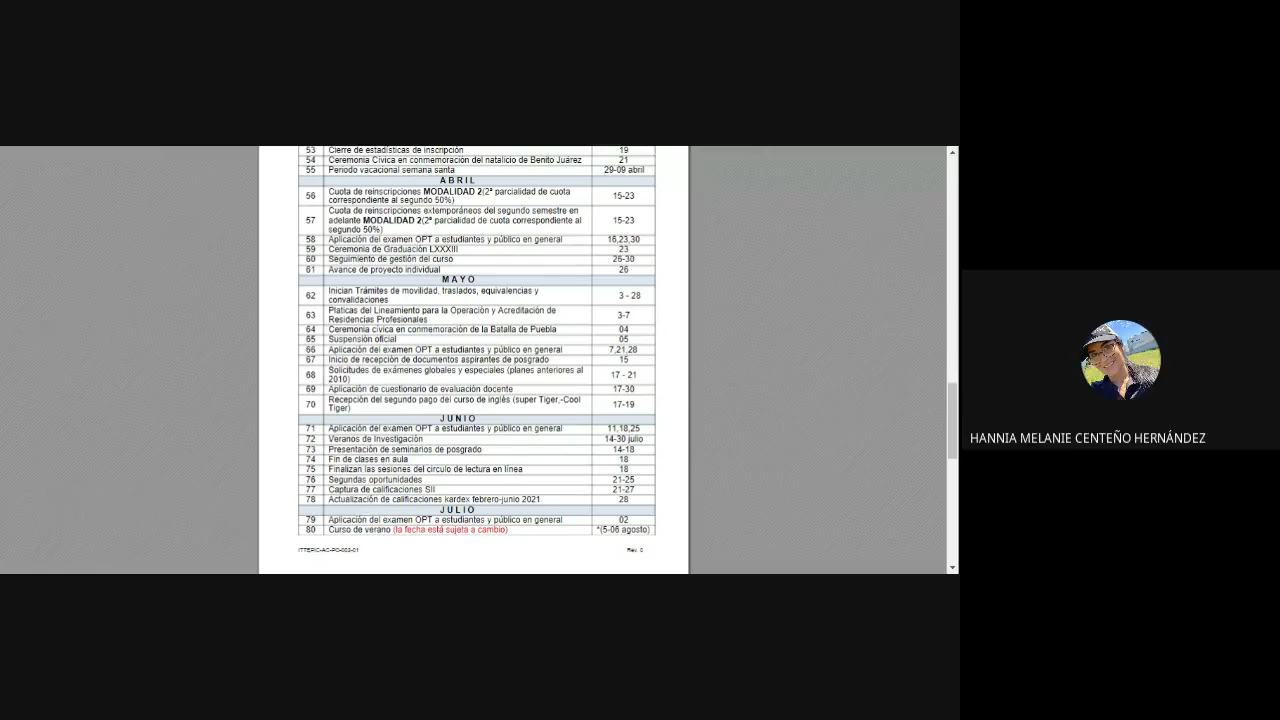 53 Cierre de estadísticas de inscripción 19
54 Ceremonia Cívica en conmemoración del natalicio de Benito Juárez 21
55 Periodo vacacional semana santa 29-09 abril
ABRIL
56 Cuota de reinscripciones MODALIDAD 2(2ª parcialidad de cuota
correspondiente al segundo 50%) 15-23
57 Cuota de reinscripciones extemporáneos del segundo semestre en
adelante MODALIDAD 2(2ª parcialidad de cuota correspondiente al
segundo 50%) 15-23
58 Aplicación del examen OPT a estudiantes y público en general 16,23,30
59 Ceremonia de Graduación LXXXIII 23
60 Seguimiento de gestión del curso 26-30
61 Avance de proyecto individual 26
MAYO
62 Inician Trámites de movilidad, traslados, equivalencias y
convalidaciones 3 - 28
63 Platicas del Lineamiento para la Operación y Acreditación de
Residencias Profesionales 3-7
64 Ceremonia cívica en conmemoración de la Batalla de Puebla 04
65 Suspensión oficial 05
66 Aplicación del examen OPT a estudiantes y público en general 7,21,28
67 Inicio de recepción de documentos aspirantes de posgrado 15
68 Solicitudes de exámenes globales y especiales (planes anteriores al
2010) 17 - 21
69 Aplicación de cuestionario de evaluación docente 17-30
70 Recepción del segundo pago del curso de inglés (super Tiger,-Cool
Tiger) 17-19
JUNIO
71 Aplicación del examen OPT a estudiantes y público en general 11,18,25
72 Veranos de Investigación 14-30 julio
73 Presentación de seminarios de posgrado 14-18
74 Fin de clases en aula 18
75 Finalizan las sesiones del circulo de lectura en línea 18
76 Segundas oportunidades 21-25
77 Captura de calificaciones SII 21-27
78 Actualización de calificaciones kardex febrero-junio 2021 28
JULIO
79 Aplicación del examen OPT a estudiantes y público en general 02
80 Curso de verano (la fecha está sujeta a cambio) *(5-06 agosto)
ITTEPIC-AC-PO-002-01 Rev. 0
HANNIA MELANIE CENTEÑO HERNÁNDEZ